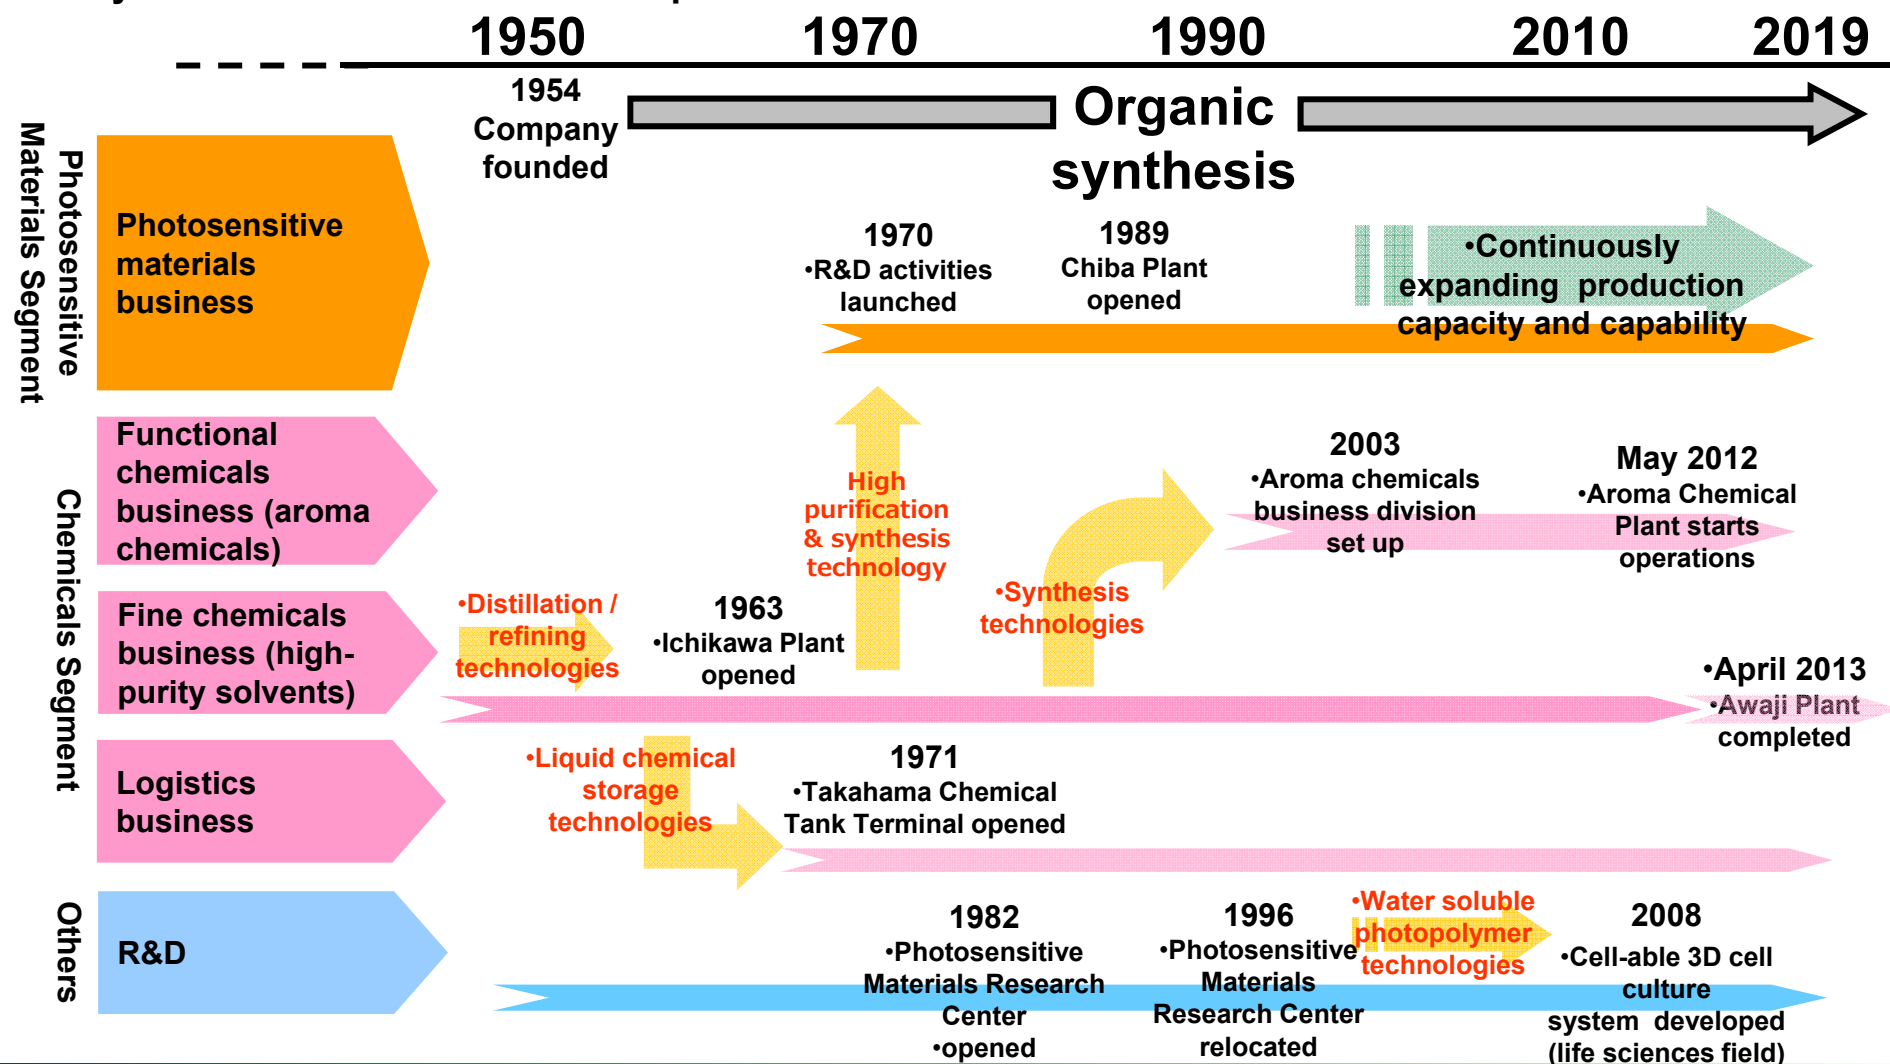 1950
1970
1990
2010
2019
1954
Company
founded
Organic
synthesis
Photosensitive
Materials Segment
Photosensitive
materials
business
1970
•R&D activities
launched
1989
Chiba Plant
opened
•Continuously
expanding production
capacity and capability
Chemicals Segment
Functional
chemicals
business (aroma
chemicals)
High
purification
& synthesis
technology
•Synthesis
technologies
2003
•Aroma chemicals
business division
set up
May 2012
•Aroma Chemical
Plant starts
operations
Fine chemicals
business (high-
purity solvents)
•Distillation /
refining
technologies
1963
•Ichikawa Plant
opened
•April 2013
•Awaji Plant
completed
Logistics
business
•Liquid chemical
storage
technologies
1971
•Takahama Chemical
Tank Terminal opened
Others
R&D
1982
•Photosensitive
Materials Research
Center
•opened
1996
•Photosensitive
Materials
Research Center
relocated
•Water soluble
photopolymer
technologies
2008
•Cell-able 3D cell
culture
system developed
(life sciences field)